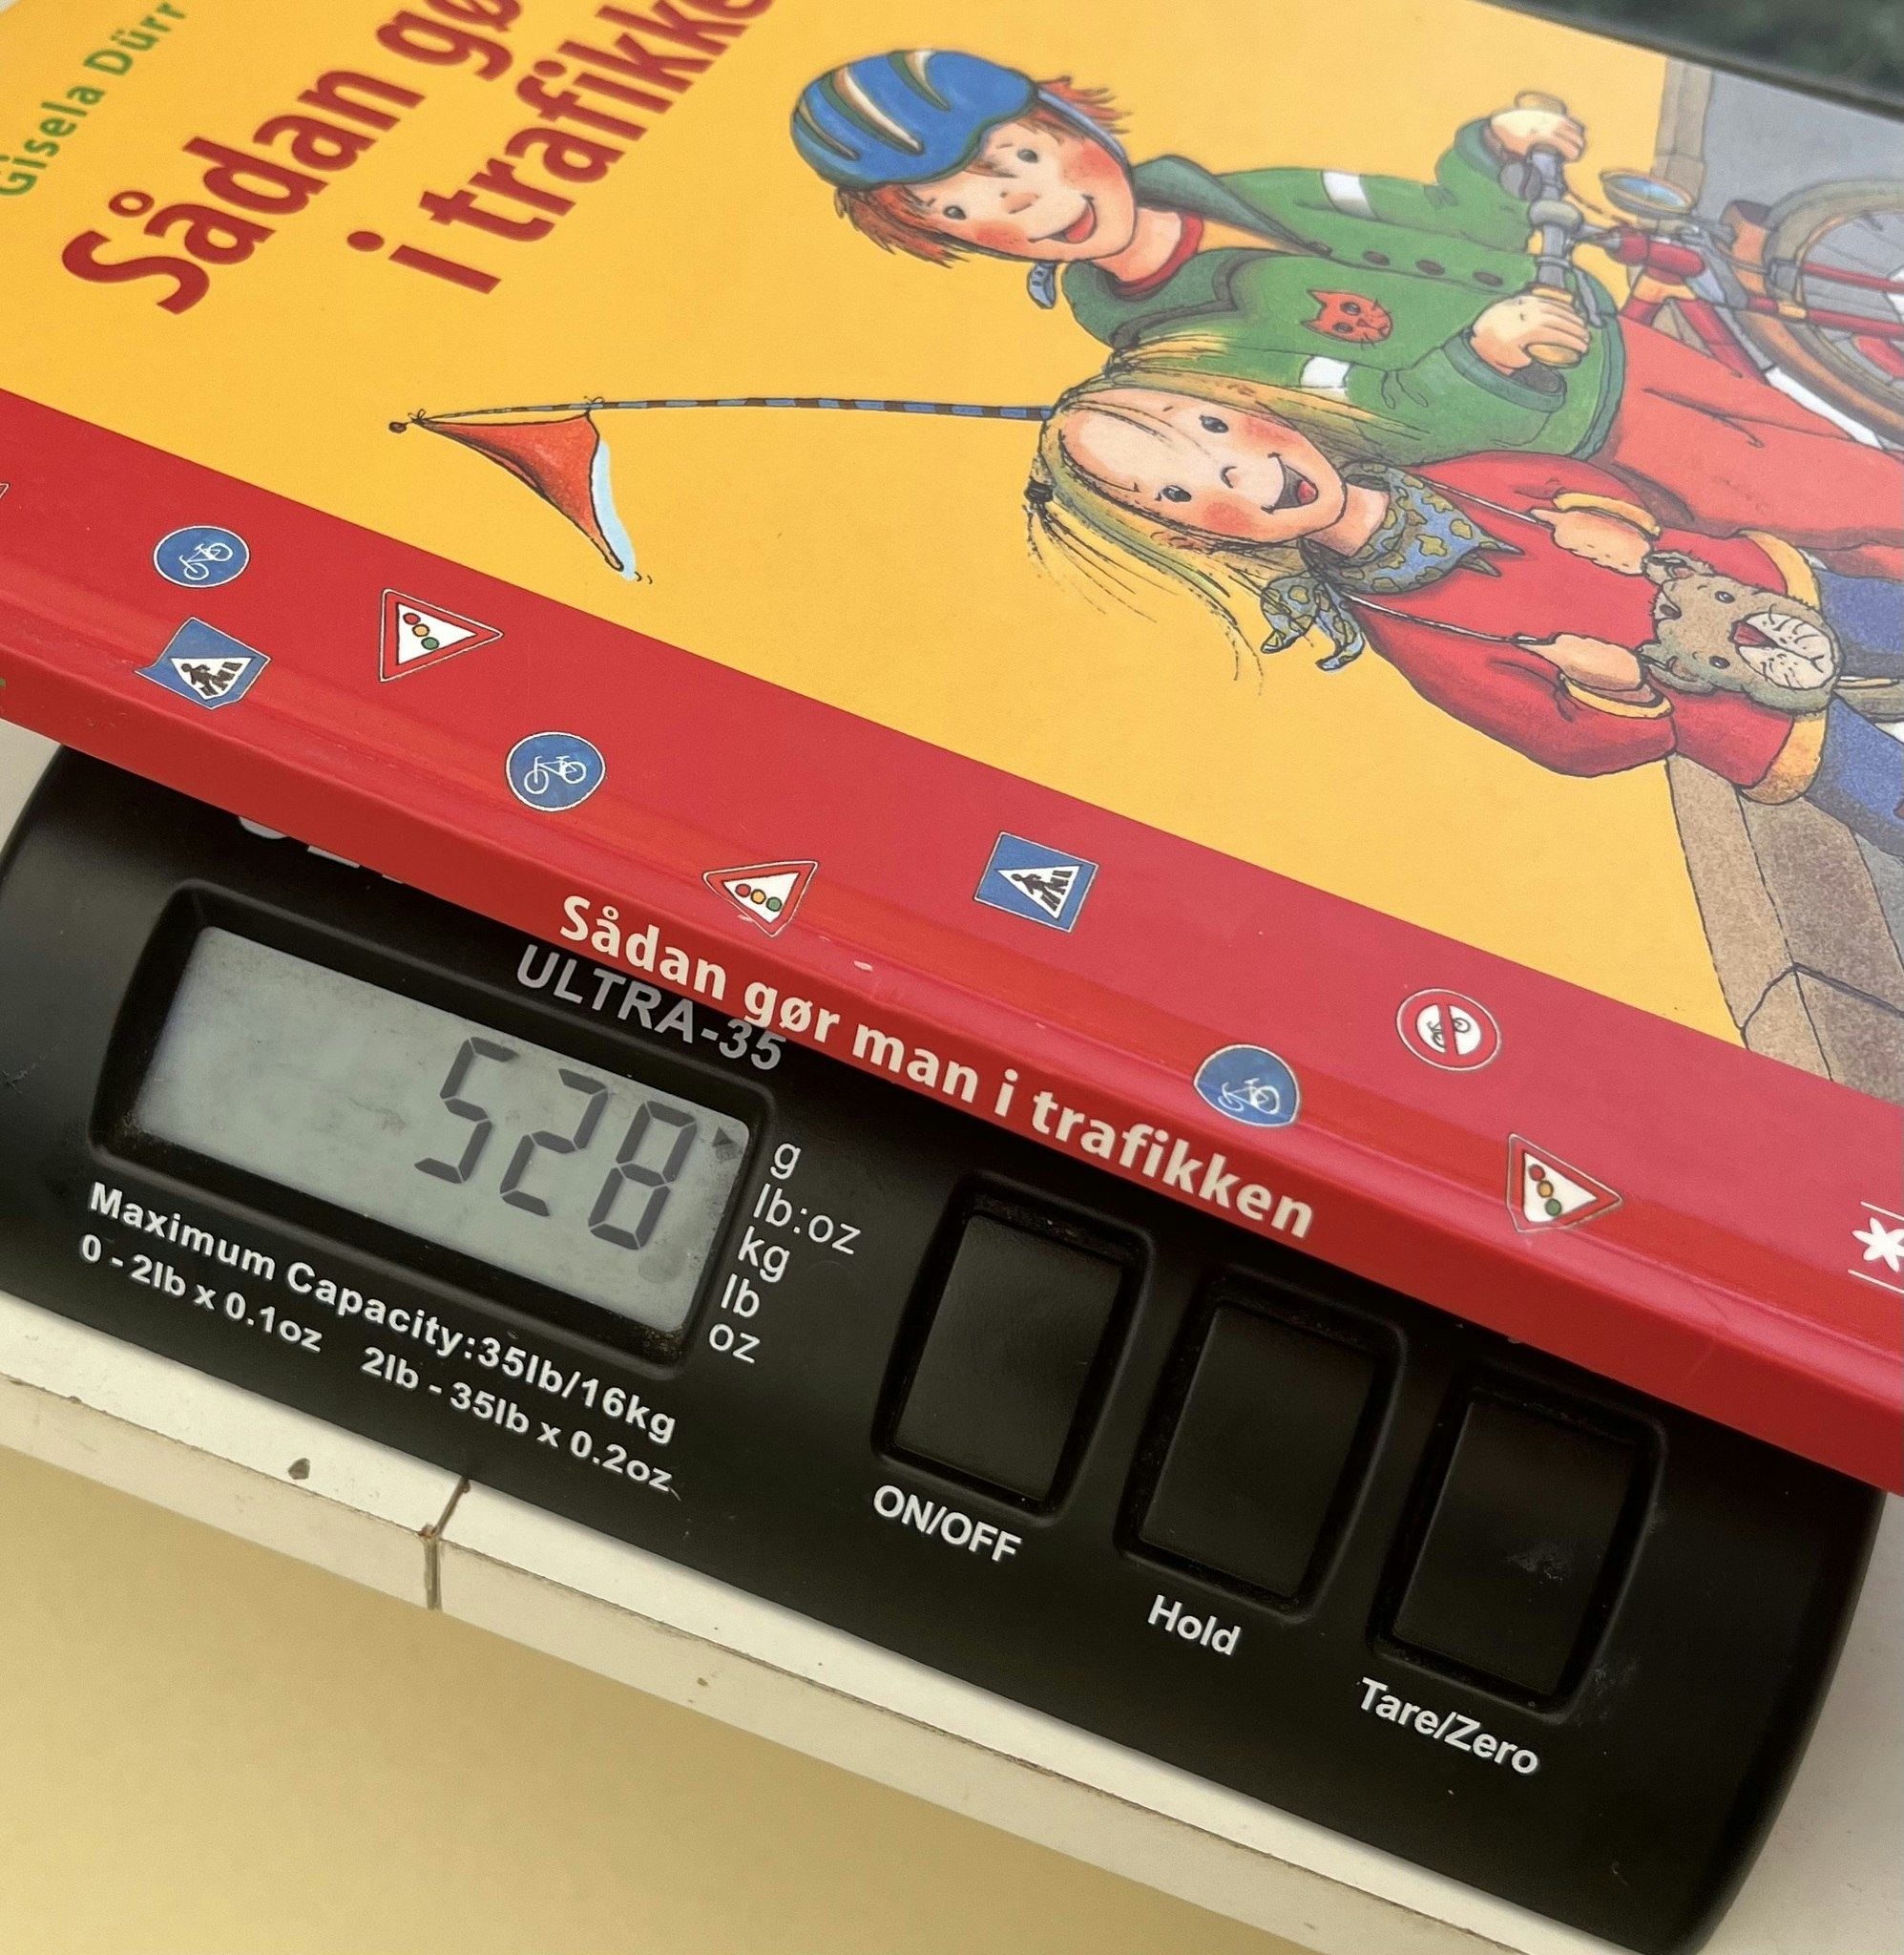 Gisela Dürr
Sådan
i trafikke
Sådan gør man i trafikken
ULTRA-35
528
g
lb:oz
kg
lb
oz
Maximum Capacity:35lb/16kg
0 - 2lb x 0.1oz 2lb - 35lb x 0.2oz
ON/OFF
Hold
Tare/Zero